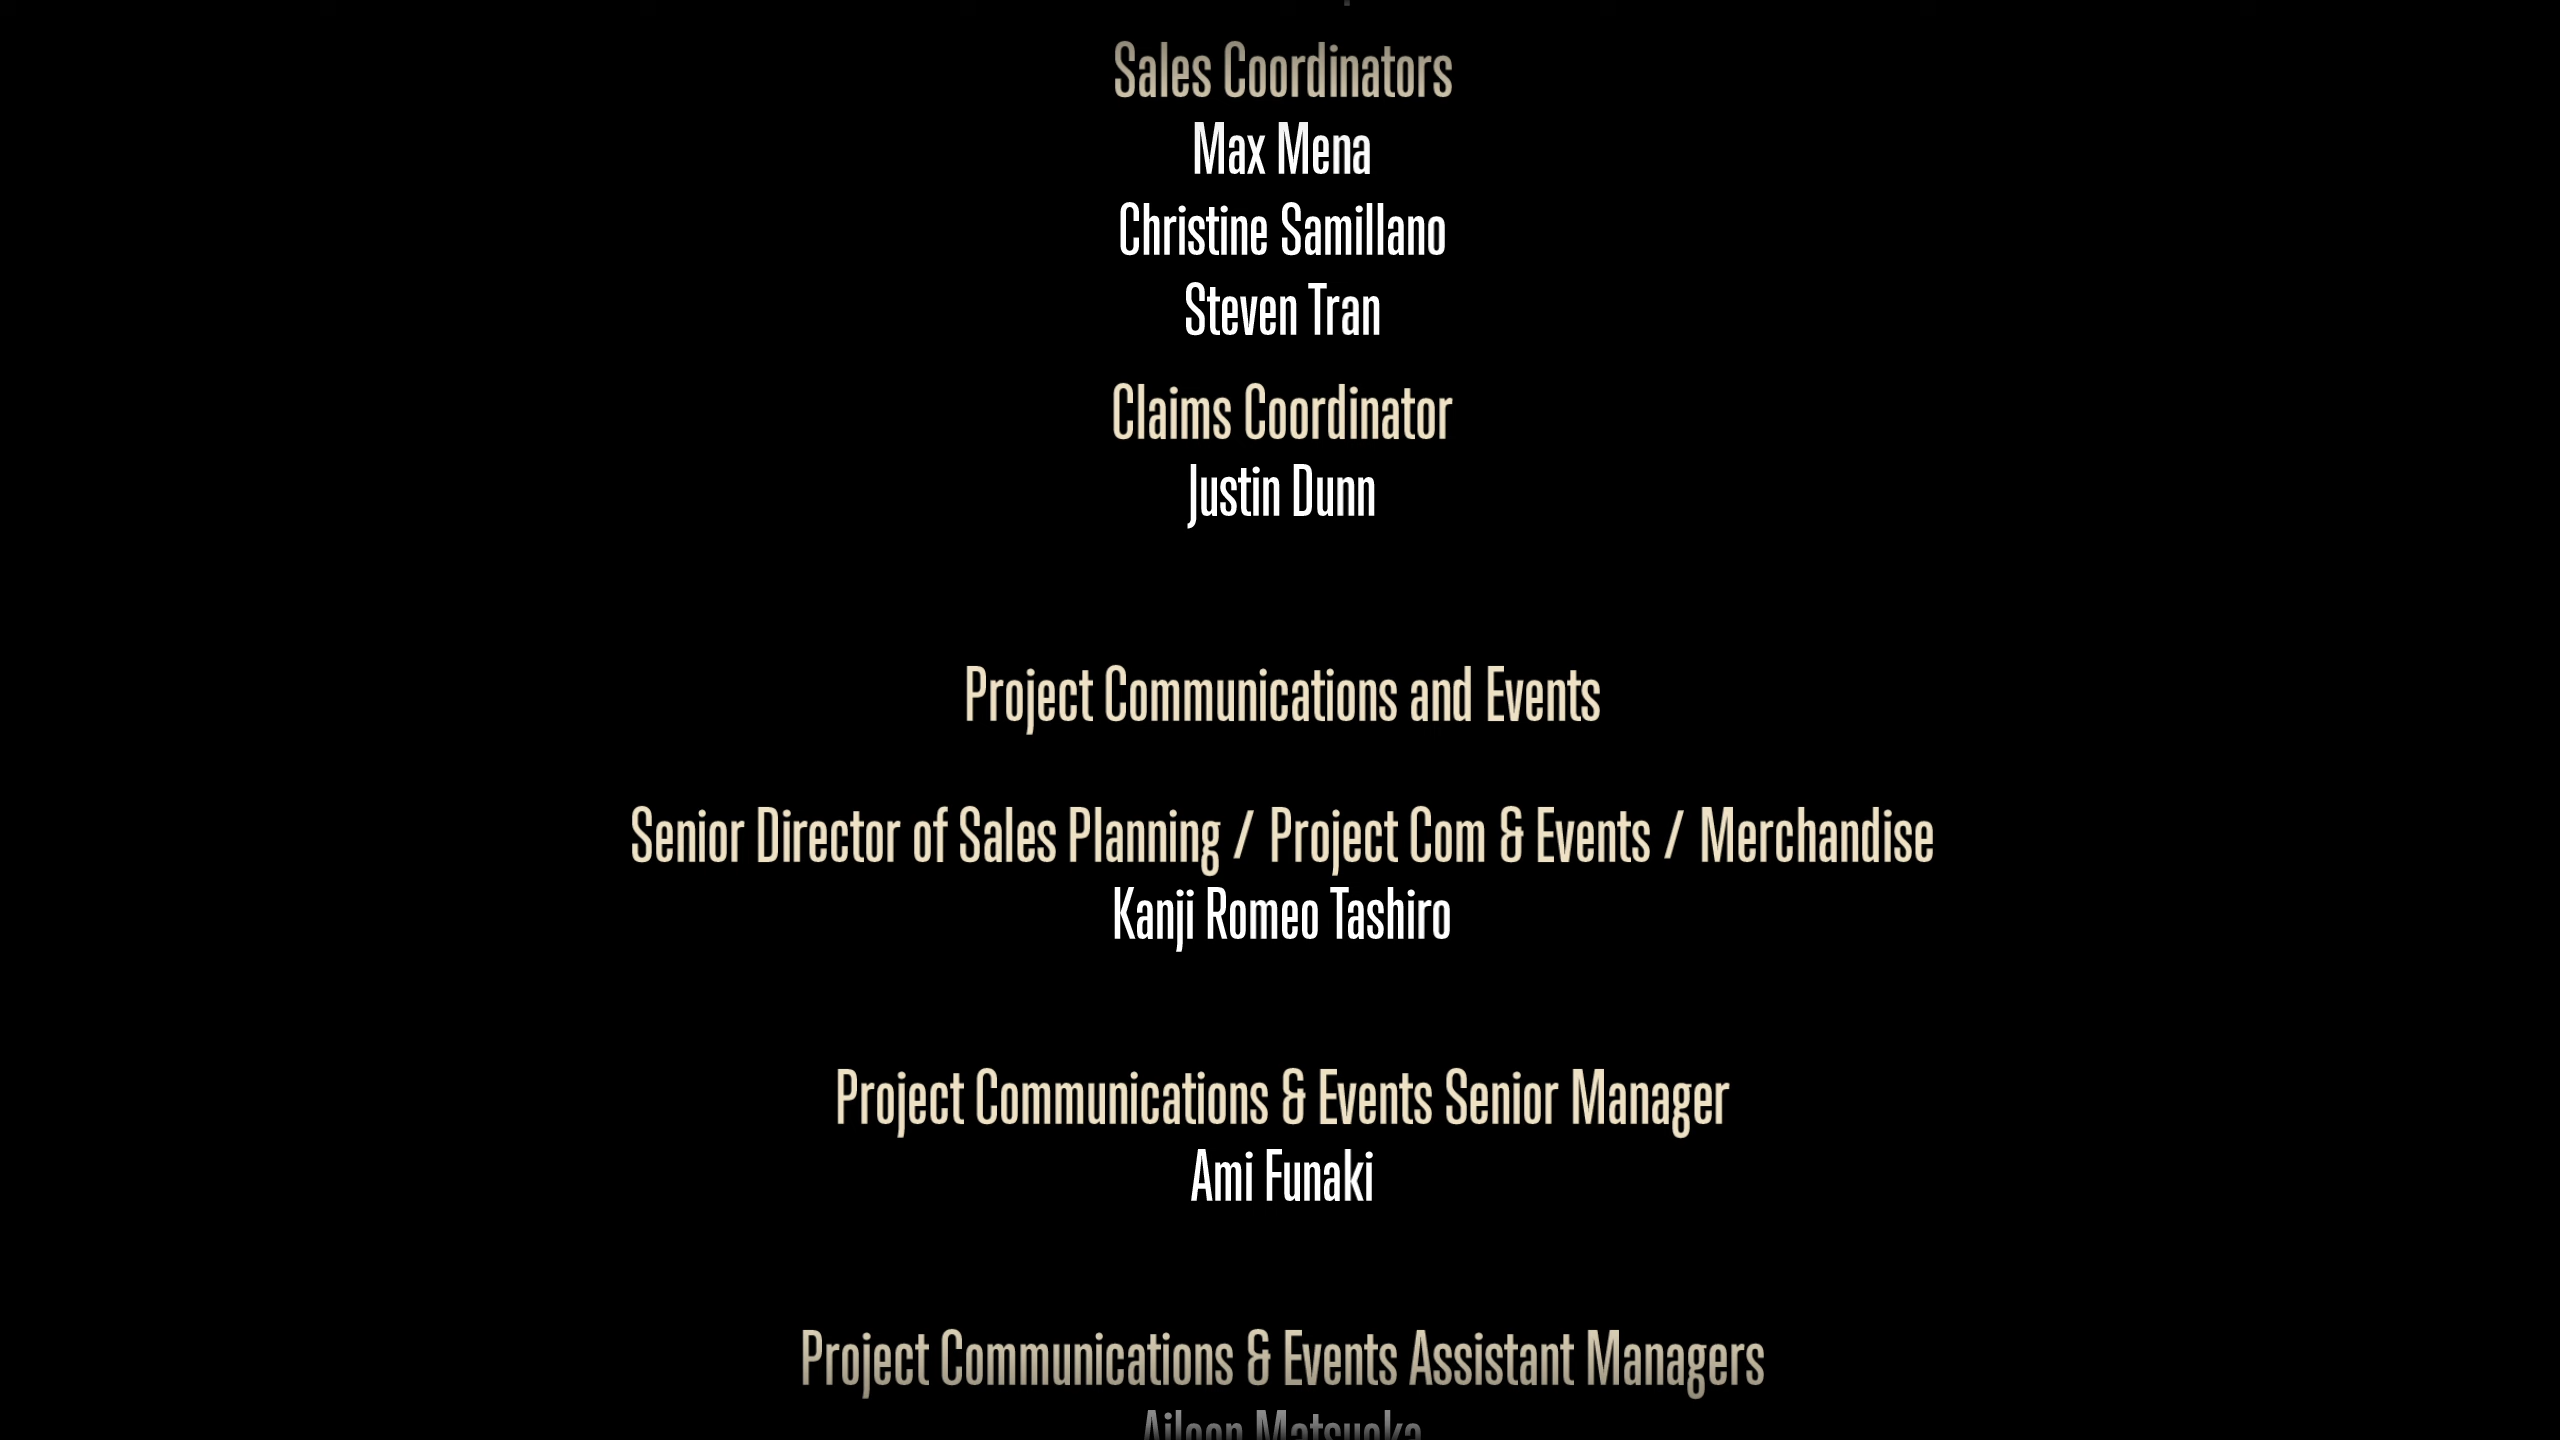 Sales Coordinators
Max Mena
Christine Samillano
Steven Tran
Claims Coordinator
Justin Dunn
Project Communications and Events
Senior Director of Sales Planning / Project Com & Events / Merchandise
Kanji Romeo Tashiro
Project Communications & Events Senior Manager
Ami Funaki
Project Communications & Events Assistant Managers